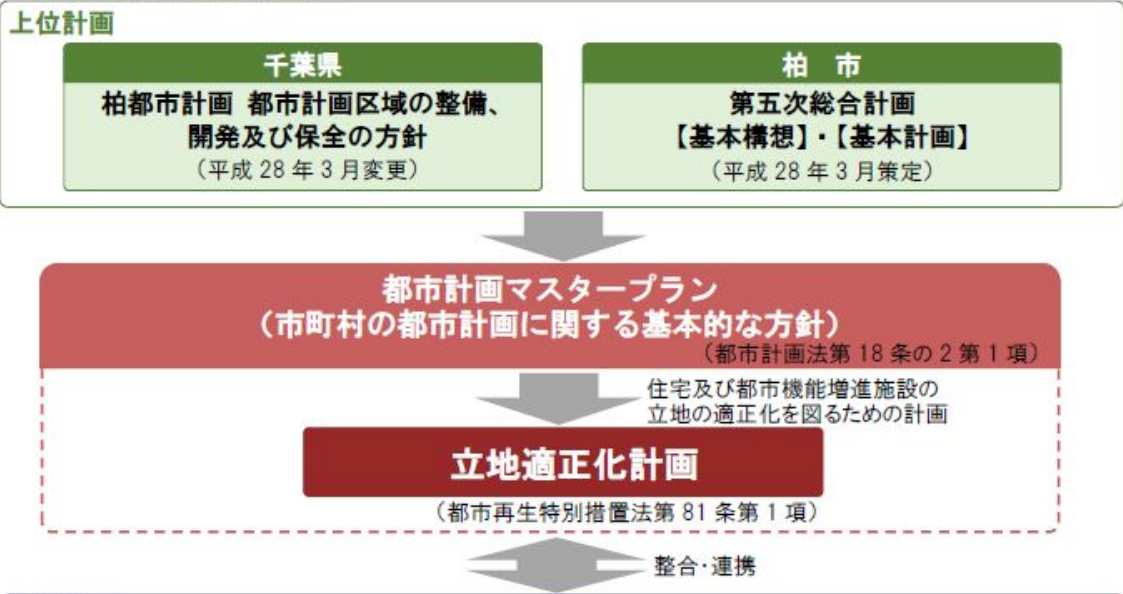 上位計画
千葉県
柏都市計画 都市計画区域の整備、
開発及び保全の方針
（平成 28 年 3 月変更）
柏　市
第五次総合計画
【基本構想】・【基本計画】
（平成 28 年 3 月策定）
都市計画マスタープラン
（市町村の都市計画に関する基本的な方針）
（都市計画法第 18 条の 2 第 1 項）
住宅及び都市機能増進施設の
立地の適正化を図るための計画
立地適正化計画
（都市再生特別措置法第 81 条第 1 項）
整合・連携